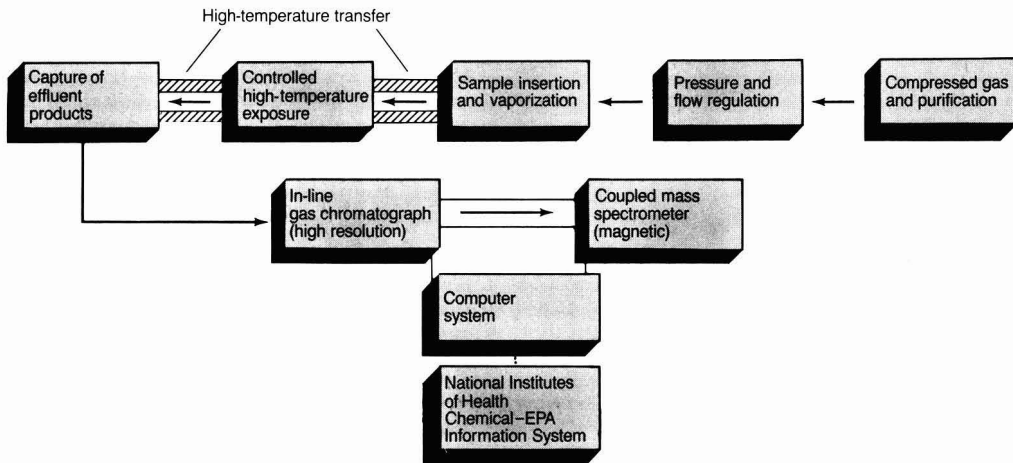 High-temperature transfer
Capture of
effluent
products
Controlled
high-temperature
exposure
Sample insertion
and vaporization
Pressure and
flow regulation
Compressed gas
and purification
In-line
gas chromatograph
(high resolution)
Coupled mass
spectrometer
(magnetic)
Computer
system
National Institutes
of Health
Chemical–EPA
Information System